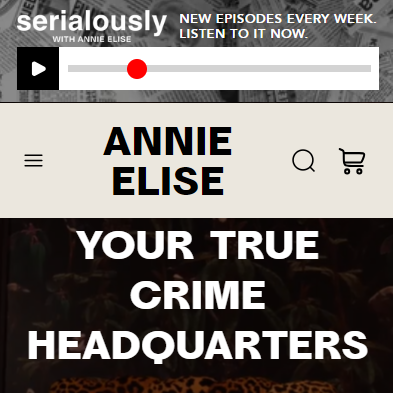 serialously
WITH ANNIE ELISE
NEW EPISODES EVERY WEEK.
LISTEN TO IT NOW.
ANNIE
ELISE
YOUR TRUE
CRIME
HEADQUARTERS